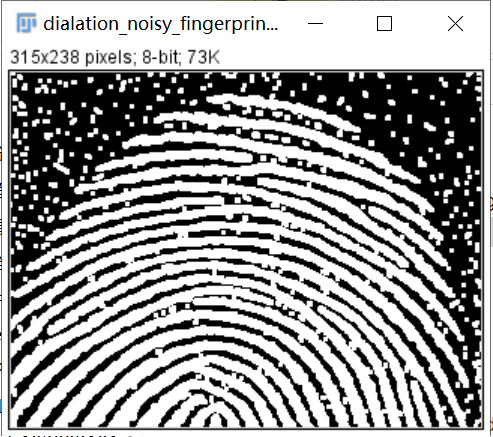 dialation_noisy_fingerprin...
315x238 pixels; 8-bit; 73K